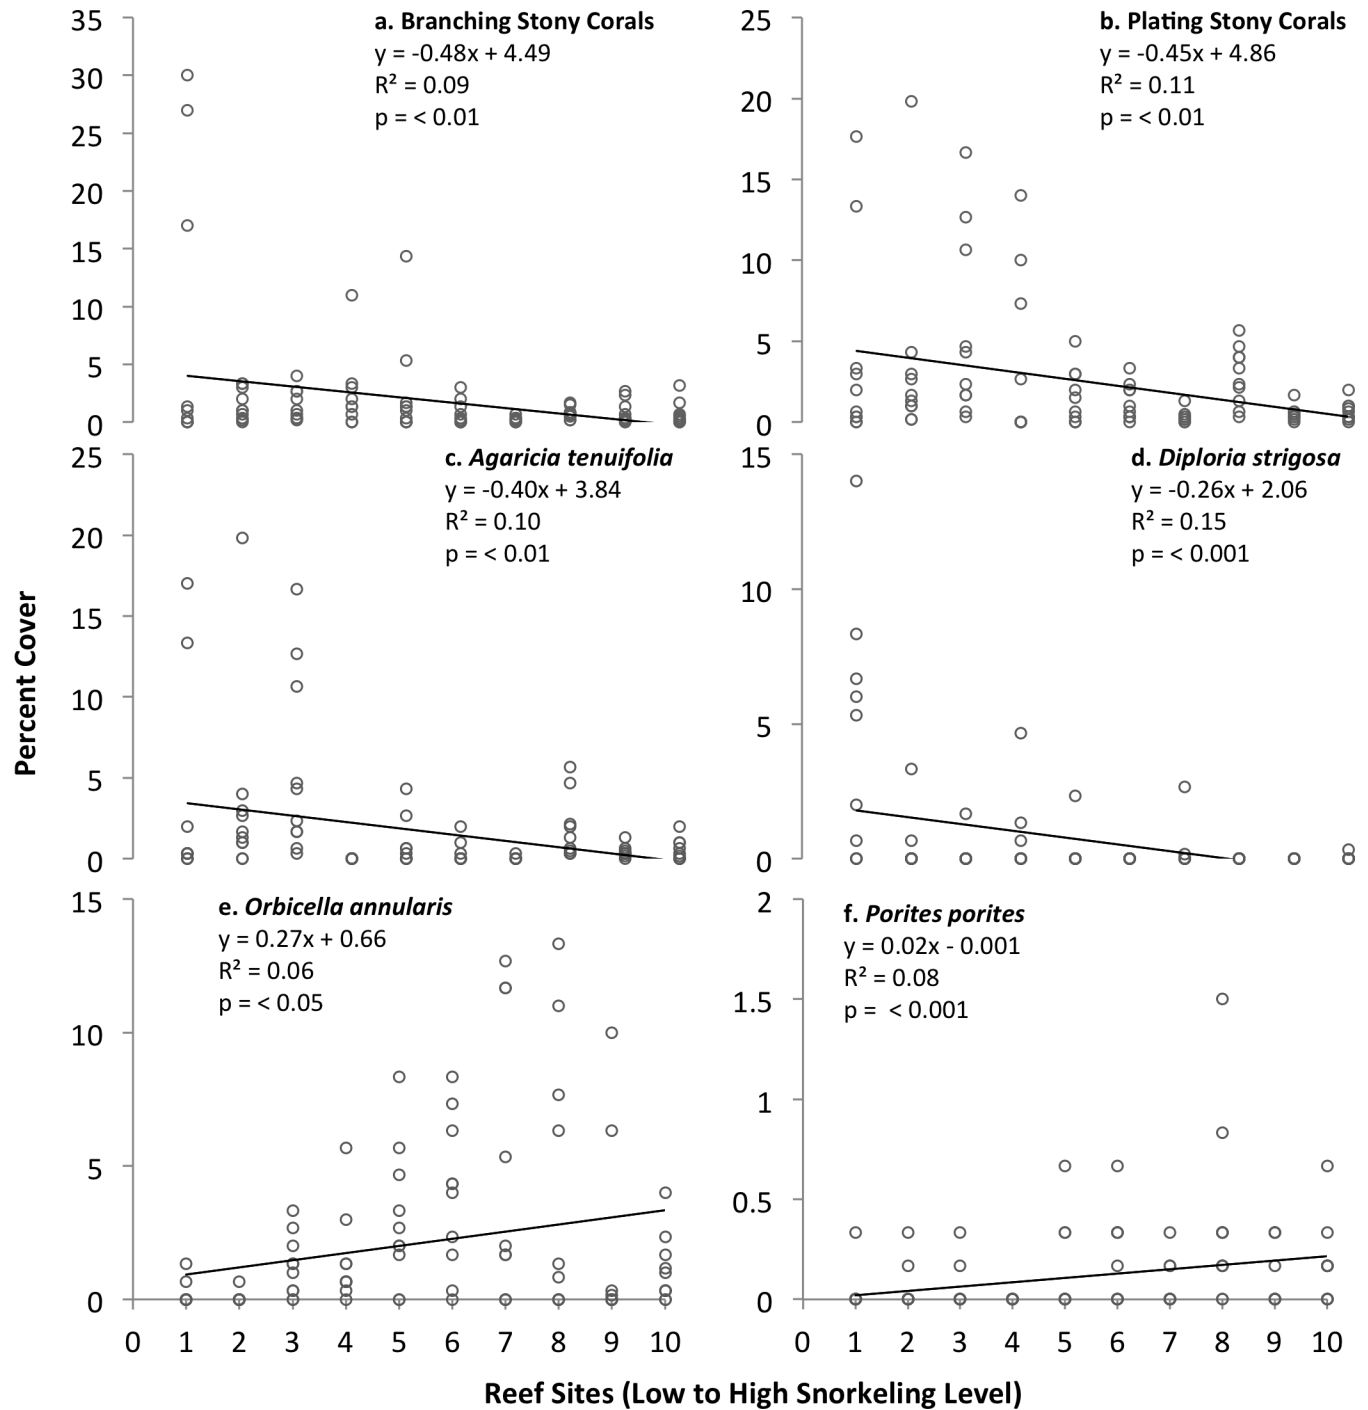 a. Branching Stony Corals
y = -0.48x + 4.49
R² = 0.09
p = < 0.01
35
30
25
20
15
10
5
0
b. Plating Stony Corals
y = -0.45x + 4.86
R² = 0.11
p = < 0.01
25
20
15
10
5
0
c. Agaricia tenuifolia
y = -0.40x + 3.84
R² = 0.10
p = < 0.01
25
20
15
10
5
0
d. Diploria strigosa
y = -0.26x + 2.06
R² = 0.15
p = < 0.001
15
10
5
0
Percent Cover
e. Orbicella annularis
y = 0.27x + 0.66
R² = 0.06
p = < 0.05
15
10
5
0
0 1 2 3 4 5 6 7 8 9 10
f. Porites porites
y = 0.02x - 0.001
R² = 0.08
p = < 0.001
2
1.5
1
0.5
0
0 1 2 3 4 5 6 7 8 9 10
Reef Sites (Low to High Snorkeling Level)